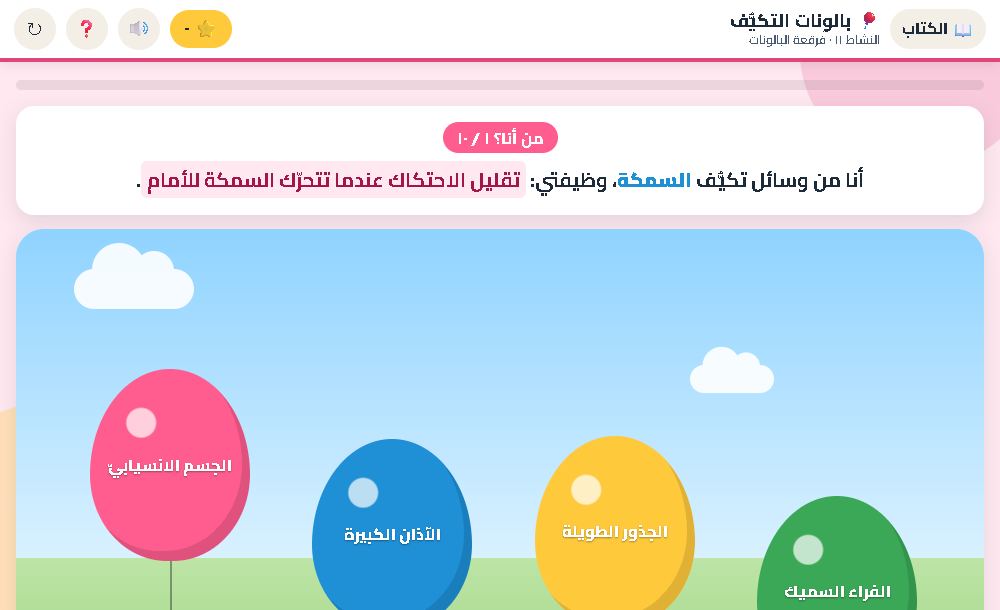 الكتاب
بالونات التكيّف
النشاط ١١ · فرقعة البالونات
-
من أنا؟ ١ / ١٠
أنا من وسائل تكيّف السمكة، وظيفتي: تقليل الاحتكاك عندما تتحرّك السمكة للأمام .
الجسم الانسيابيّ
الآذان الكبيرة
الجذور الطويلة
الفراء السميك